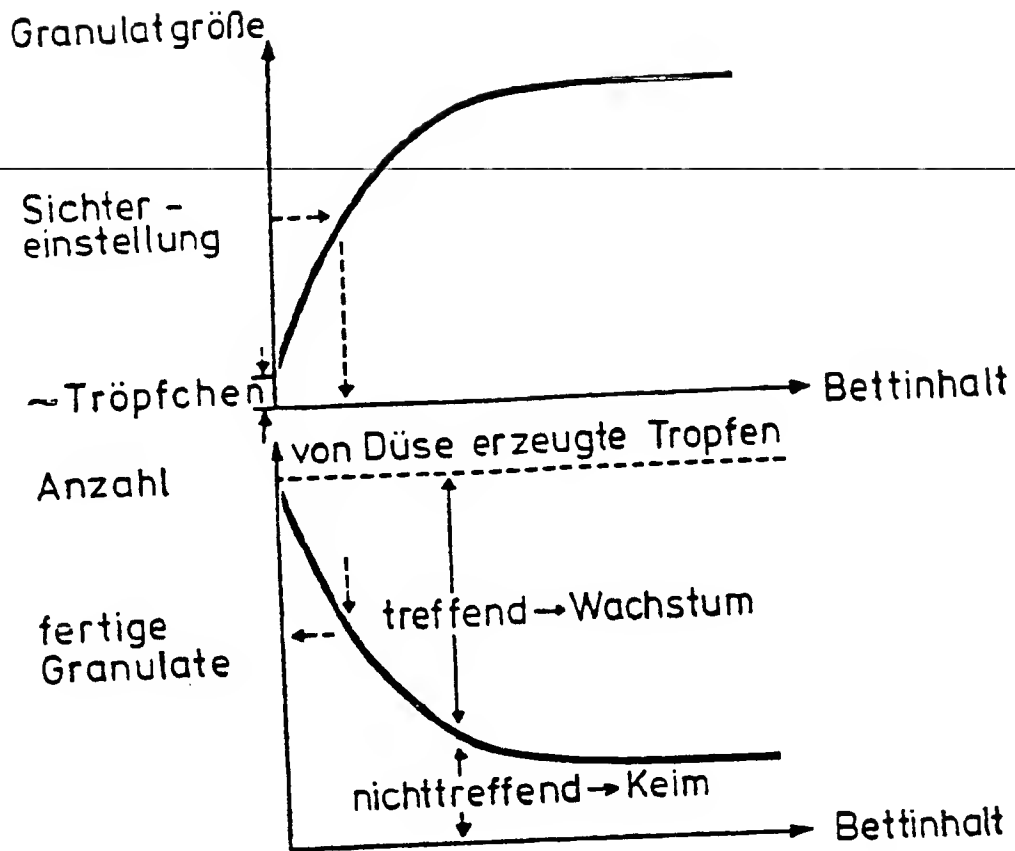 Granulatgröße
Sichter-
einstellung
~Tröpfchen
Bettinhalt
von Düse erzeugte Tropfen
Anzahl
treffend→Wachstum
fertige
Granulate
nichttreffend→Keim
Bettinhalt